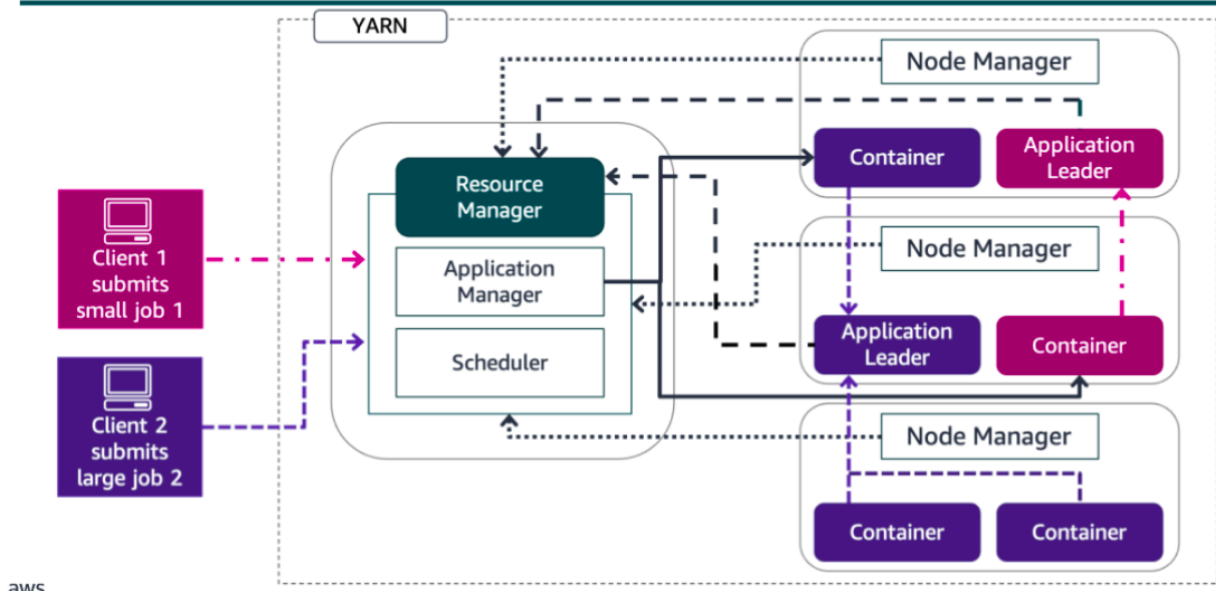 YARN
Client 1
submits
small job 1
Client 2
submits
large job 2
Resource
Manager
Application
Manager
Scheduler
Node Manager
Container
Application
Leader
Node Manager
Application
Leader
Container
Node Manager
Container
Container
aws